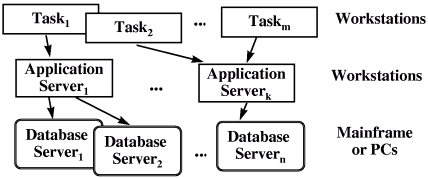 Task1 Task2 ... Taskm Workstations
Application Server1 ... Application Serverk Workstations
Database Server1 Database Server2 ... Database Servern Mainframe or PCs